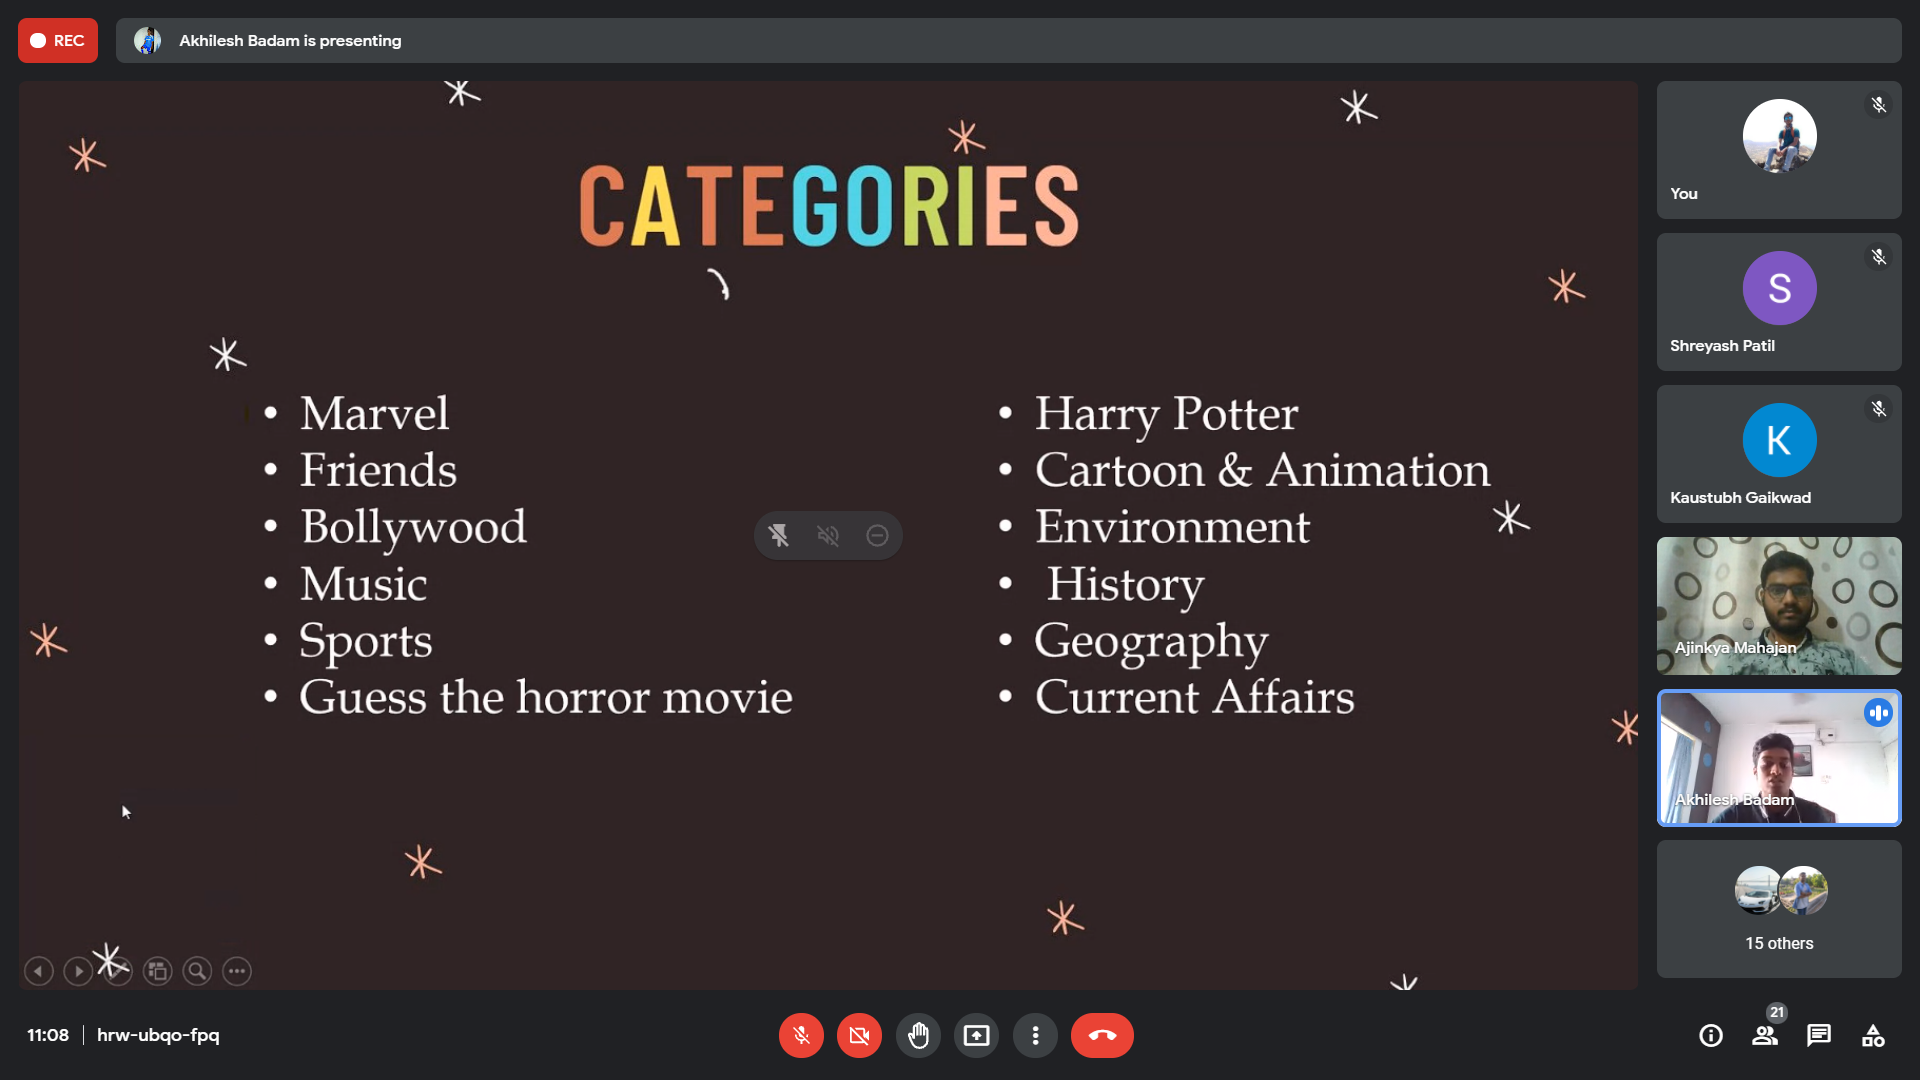 REC
Akhilesh Badam is presenting
CATEGORIES
• Marvel
• Friends
• Bollywood
• Music
• Sports
• Guess the horror movie
• Harry Potter
• Cartoon & Animation
• Environment
• History
• Geography
• Current Affairs
You
S
Shreyash Patil
K
Kaustubh Gaikwad
Ajinkya Mahajan
Akhilesh Badam
15 others
11:08 | hrw-ubqo-fpq
21